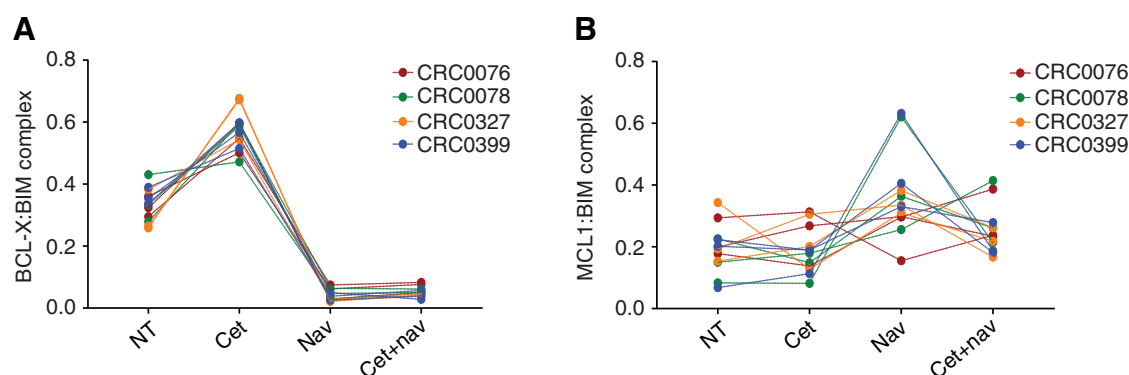 A
BCL-X:BIM complex
0.8
0.6
0.4
0.2
0.0
NT
Cet
Nav
Cet+nav
CRC0076
CRC0078
CRC0327
CRC0399
B
MCL1:BIM complex
0.8
0.6
0.4
0.2
0.0
NT
Cet
Nav
Cet+nav
CRC0076
CRC0078
CRC0327
CRC0399